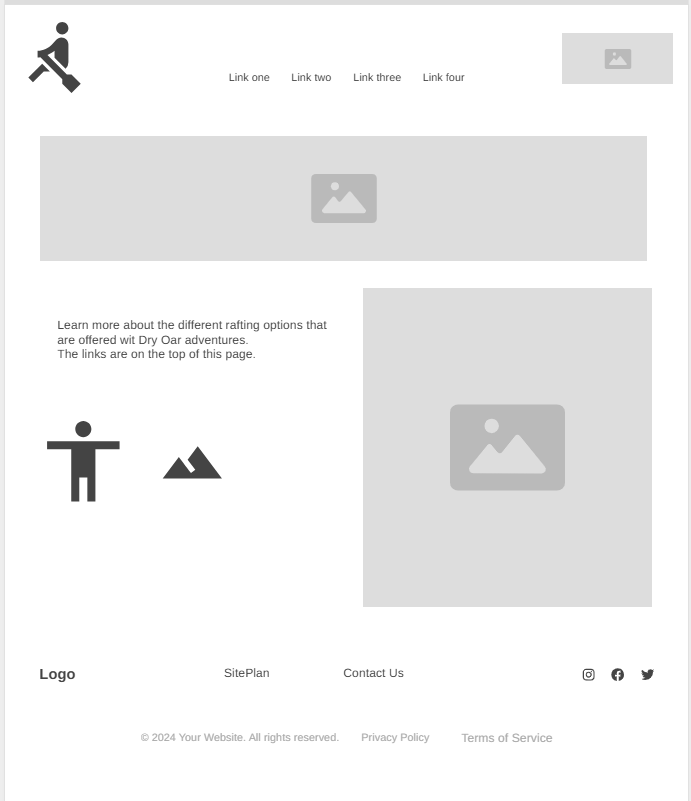 Link one
Link two
Link three
Link four
Learn more about the different rafting options that
are offered wit Dry Oar adventures.
The links are on the top of this page.
Logo
SitePlan
Contact Us
© 2024 Your Website. All rights reserved.
Privacy Policy
Terms of Service